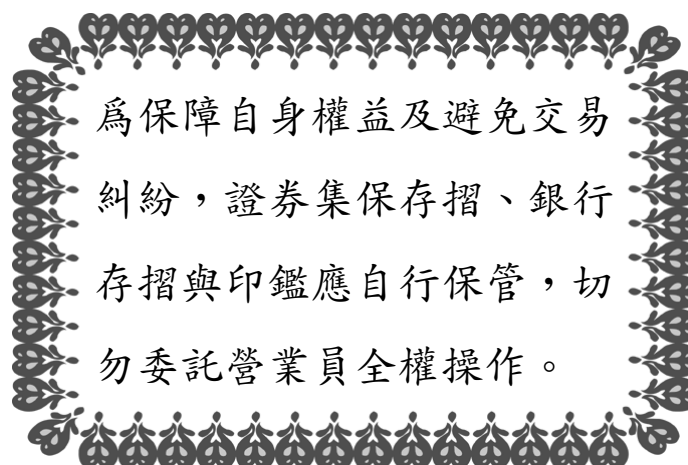 爲保障自身權益及避免交易
糾紛，證券集保存摺、銀行
存摺與印鑑應自行保管，切
勿委託營業員全權操作。